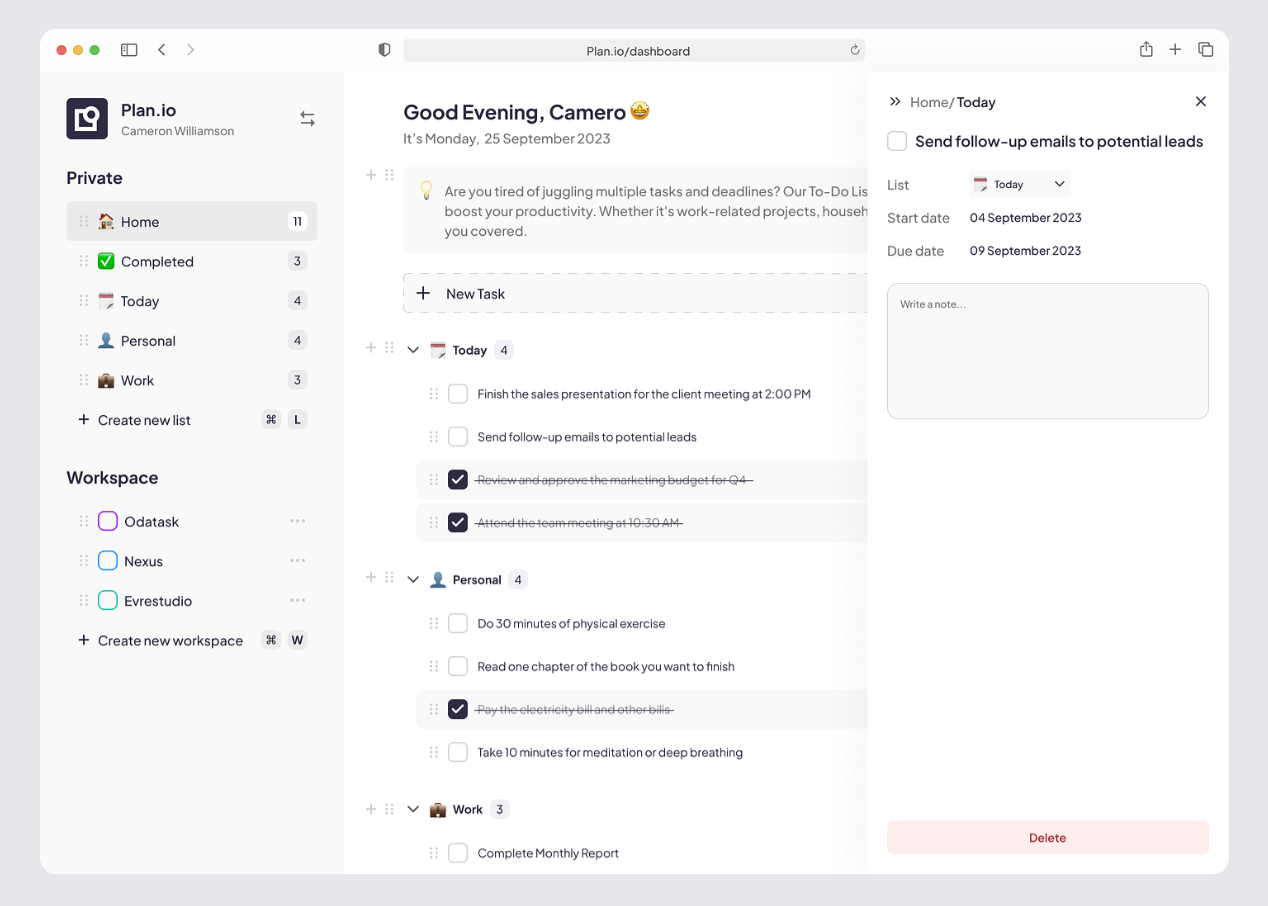 Plan.io/dashboard
Plan.io
Cameron Williamson
Private
Home 11
Completed 3
Today 4
Personal 4
Work 3
Create new list ⌘ L
Workspace
Odatask
Nexus
Evrestudio
Create new workspace ⌘ W
Good Evening, Camero
It's Monday, 25 September 2023
Are you tired of juggling multiple tasks and deadlines? Our To-Do Lis
boost your productivity. Whether it's work-related projects, househ
you covered.
New Task
Today 4
Finish the sales presentation for the client meeting at 2:00 PM
Send follow-up emails to potential leads
Review and approve the marketing budget for Q4
Attend the team meeting at 10:30 AM
Personal 4
Do 30 minutes of physical exercise
Read one chapter of the book you want to finish
Pay the electricity bill and other bills
Take 10 minutes for meditation or deep breathing
Work 3
Complete Monthly Report
Home/ Today
Send follow-up emails to potential leads
List Today
Start date 04 September 2023
Due date 09 September 2023
Write a note...
Delete